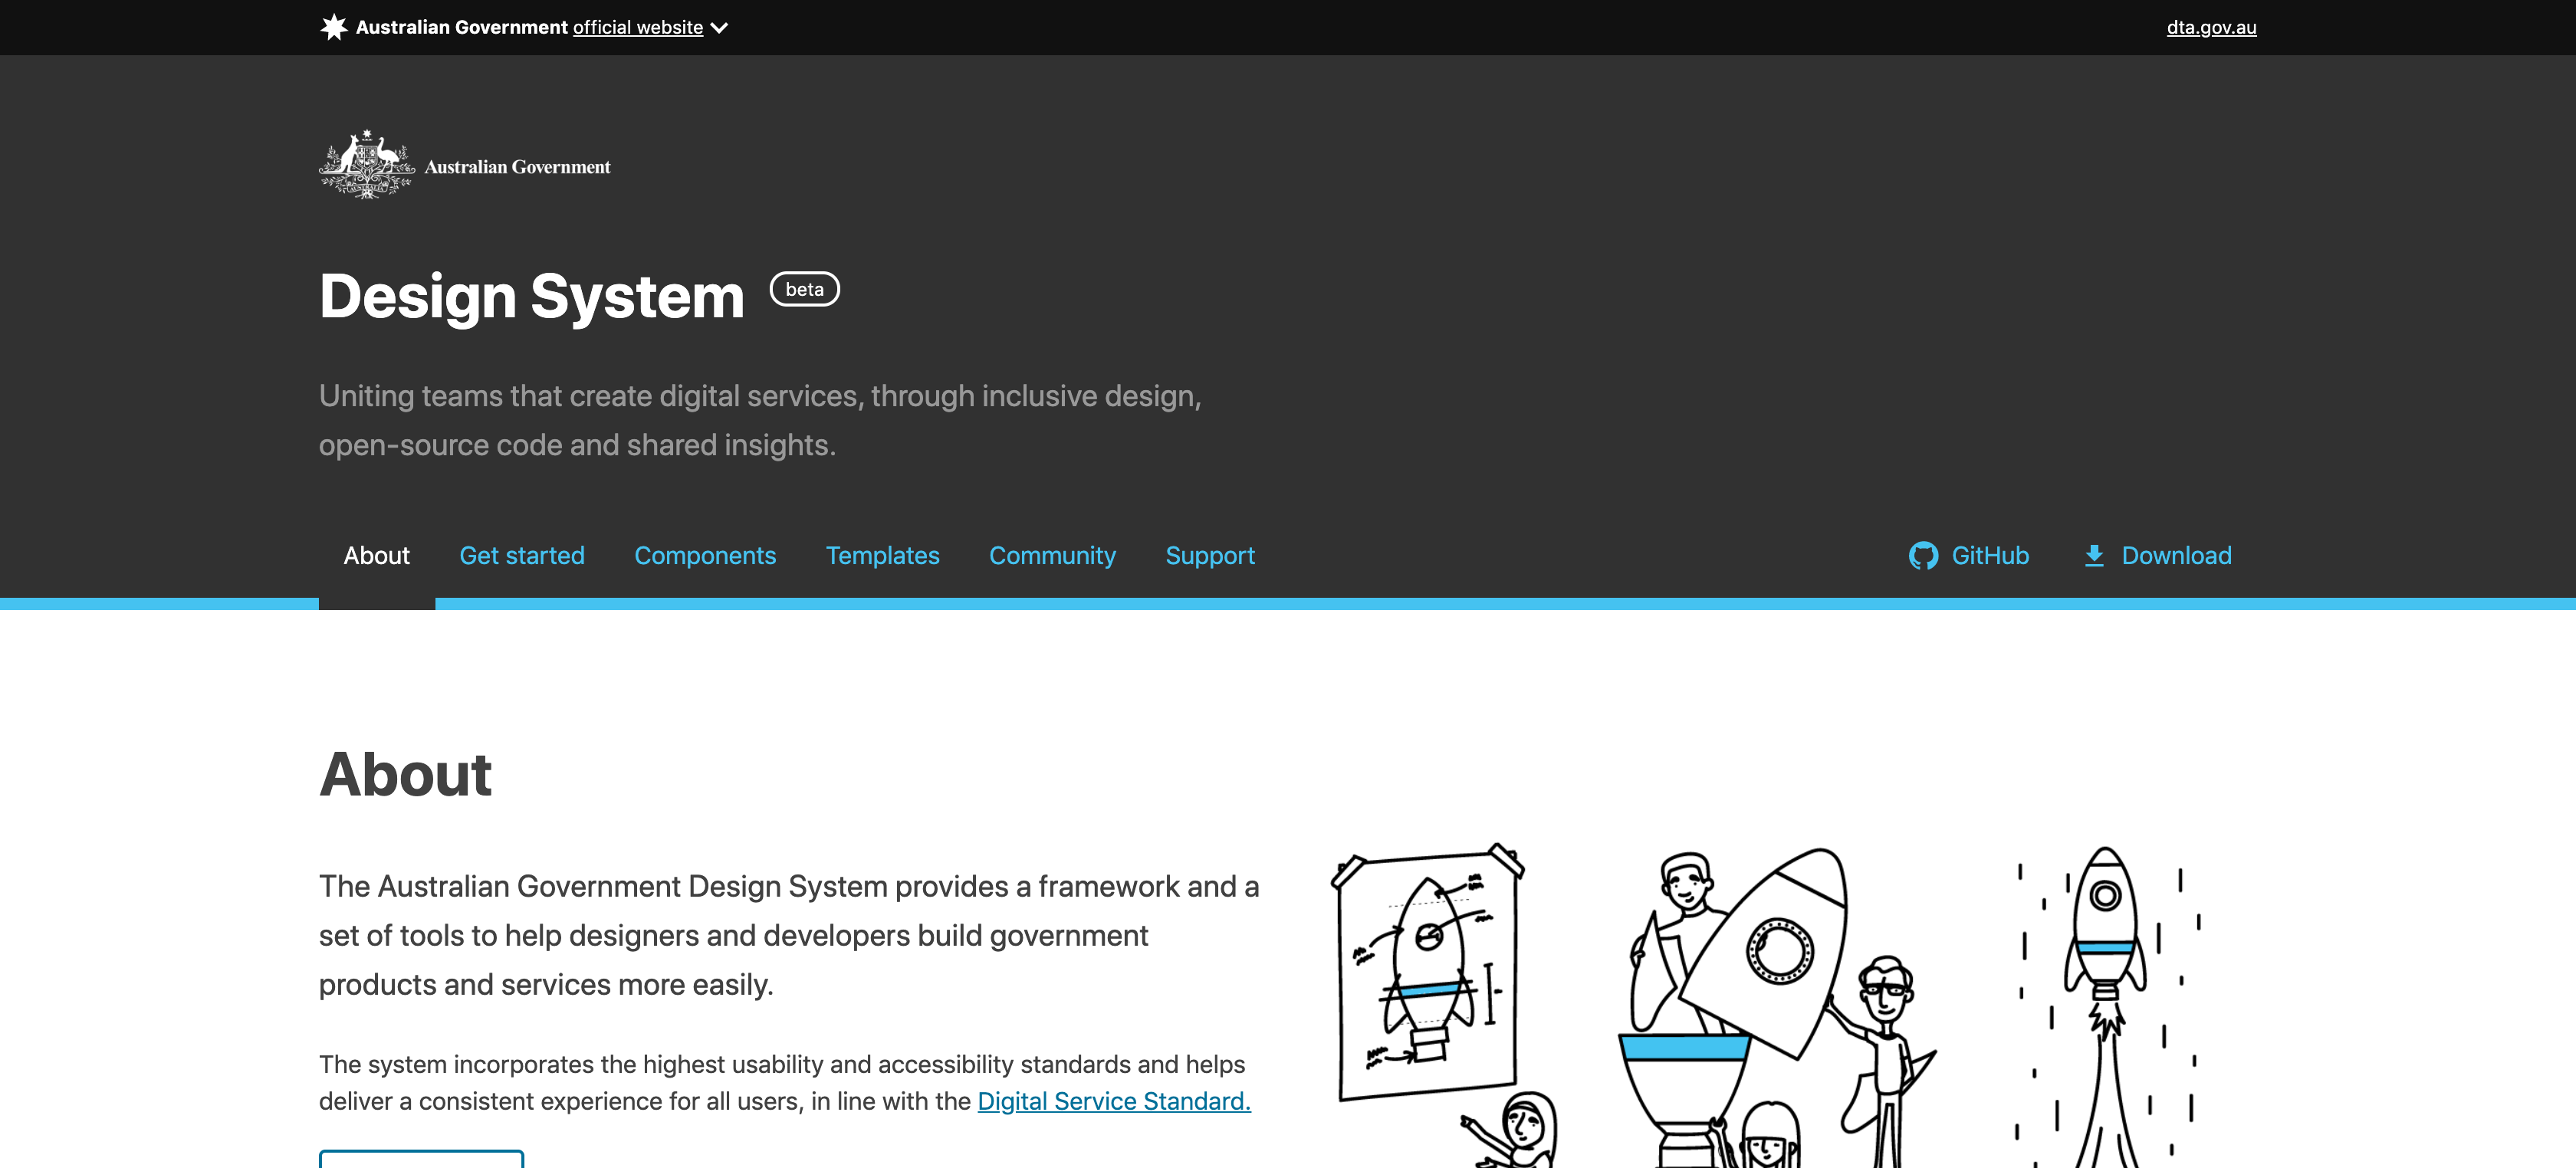 Australian Government official website
dta.gov.au
Australian Government
Design System beta
Uniting teams that create digital services, through inclusive design,
open-source code and shared insights.
About Get started Components Templates Community Support GitHub Download
About
The Australian Government Design System provides a framework and a
set of tools to help designers and developers build government
products and services more easily.
The system incorporates the highest usability and accessibility standards and helps
deliver a consistent experience for all users, in line with the Digital Service Standard.